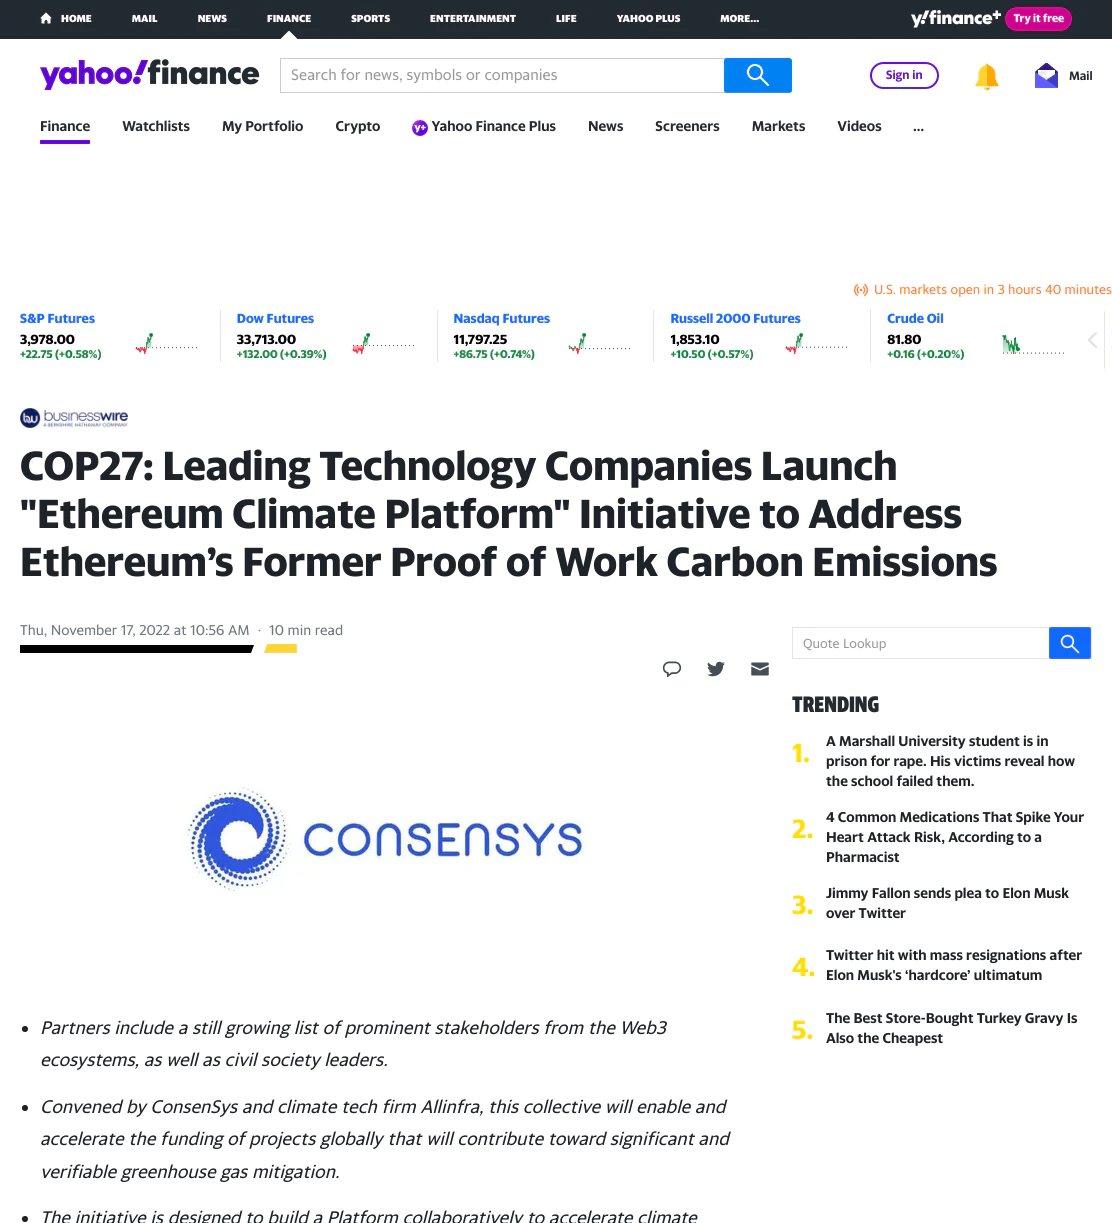 HOME MAIL NEWS FINANCE SPORTS ENTERTAINMENT LIFE YAHOO PLUS MORE...
y!finance+ Try it free
yahoo!finance
Search for news, symbols or companies
Sign in
Mail
Finance Watchlists My Portfolio Crypto y+ Yahoo Finance Plus News Screeners Markets Videos ...
U.S. markets open in 3 hours 40 minutes
S&P Futures
3,978.00
+22.75 (+0.58%)
Dow Futures
33,713.00
+132.00 (+0.39%)
Nasdaq Futures
11,797.25
+86.75 (+0.74%)
Russell 2000 Futures
1,853.10
+10.50 (+0.57%)
Crude Oil
81.80
+0.16 (+0.20%)
bw businesswire
A BERKSHIRE HATHAWAY COMPANY
COP27: Leading Technology Companies Launch
"Ethereum Climate Platform" Initiative to Address
Ethereum’s Former Proof of Work Carbon Emissions
Thu, November 17, 2022 at 10:56 AM · 10 min read
CONSENSYS
Partners include a still growing list of prominent stakeholders from the Web3
ecosystems, as well as civil society leaders.
Convened by ConsenSys and climate tech firm Allinfra, this collective will enable and
accelerate the funding of projects globally that will contribute toward significant and
verifiable greenhouse gas mitigation.
The initiative is designed to build a Platform collaboratively to accelerate climate
Quote Lookup
TRENDING
1. A Marshall University student is in
prison for rape. His victims reveal how
the school failed them.
2. 4 Common Medications That Spike Your
Heart Attack Risk, According to a
Pharmacist
3. Jimmy Fallon sends plea to Elon Musk
over Twitter
4. Twitter hit with mass resignations after
Elon Musk's ‘hardcore’ ultimatum
5. The Best Store-Bought Turkey Gravy Is
Also the Cheapest